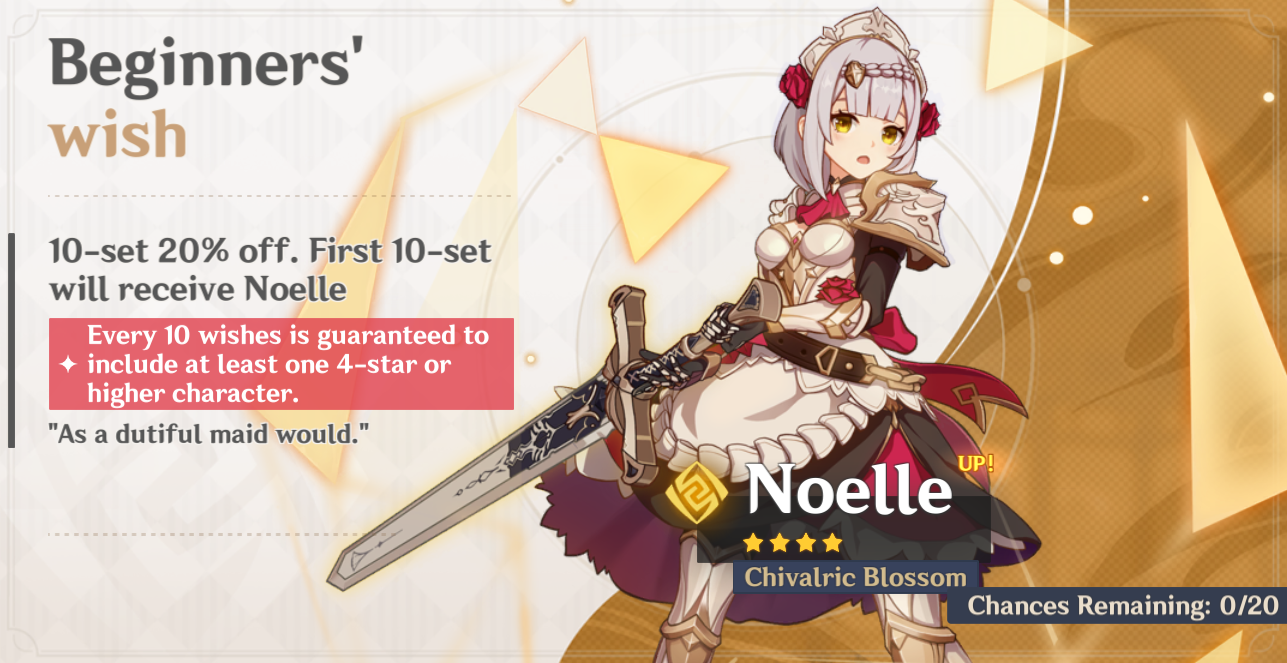 Beginners'
wish
10-set 20% off. First 10-set
will receive Noelle
Every 10 wishes is guaranteed to
✦ include at least one 4-star or
higher character.
"As a dutiful maid would."
UP!
Noelle
Chivalric Blossom
Chances Remaining: 0/20